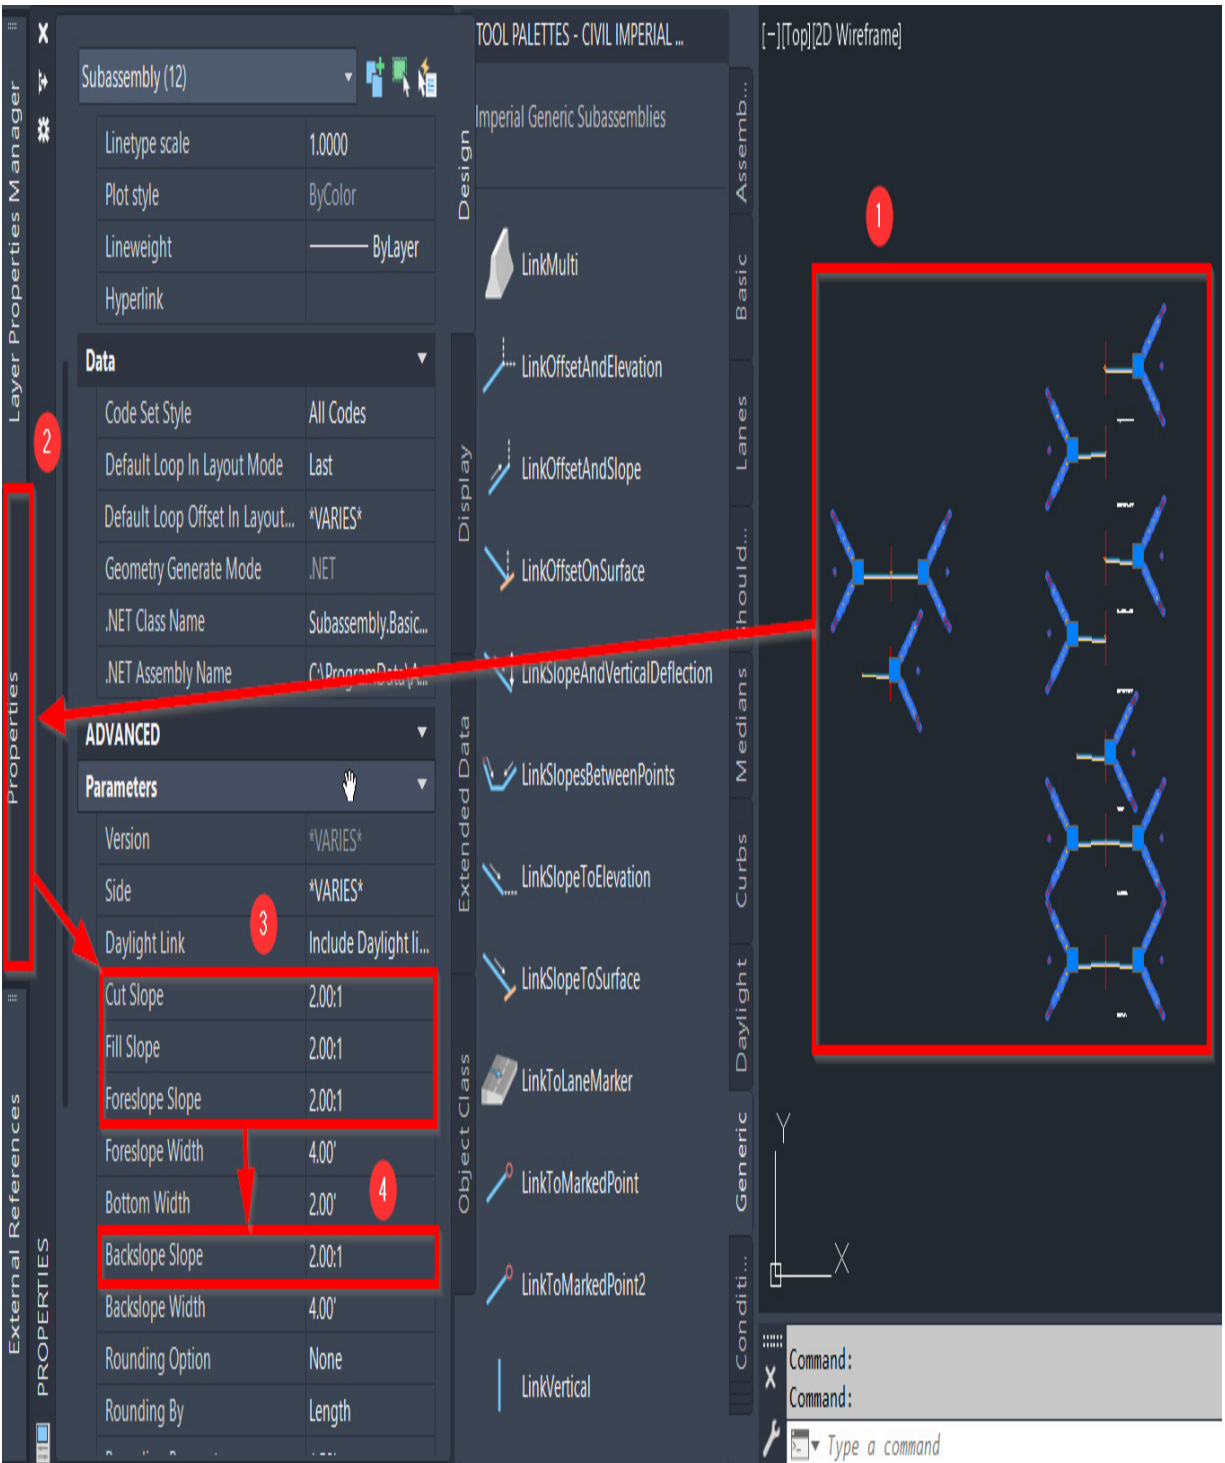 Layer Properties Manager
Properties
External References
PROPERTIES
Subassembly (12)
Linetype scale 1.0000
Plot style ByColor
Lineweight ByLayer
Hyperlink
Data
Code Set Style All Codes
Default Loop In Layout Mode Last
Default Loop Offset In Layout... *VARIES*
Geometry Generate Mode .NET
.NET Class Name Subassembly.Basic...
.NET Assembly Name C:\ProgramData\A...
ADVANCED
Parameters
Version *VARIES*
Side *VARIES*
Daylight Link Include Daylight li...
Cut Slope 2.00:1
Fill Slope 2.00:1
Foreslope Slope 2.00:1
Foreslope Width 4.00'
Bottom Width 2.00'
Backslope Slope 2.00:1
Backslope Width 4.00'
Rounding Option None
Rounding By Length
2
3
4
Design
Display
Extended Data
Object Class
TOOL PALETTES - CIVIL IMPERIAL ...
Imperial Generic Subassemblies
LinkMulti
LinkOffsetAndElevation
LinkOffsetAndSlope
LinkOffsetOnSurface
LinkSlopeAndVerticalDeflection
LinkSlopesBetweenPoints
LinkSlopeToElevation
LinkSlopeToSurface
LinkToLaneMarker
LinkToMarkedPoint
LinkToMarkedPoint2
LinkVertical
Assemb...
Basic
Lanes
Should...
Medians
Curbs
Daylight
Generic
Conditi...
[-][Top][2D Wireframe]
1
Y
X
Command:
Command:
Type a command